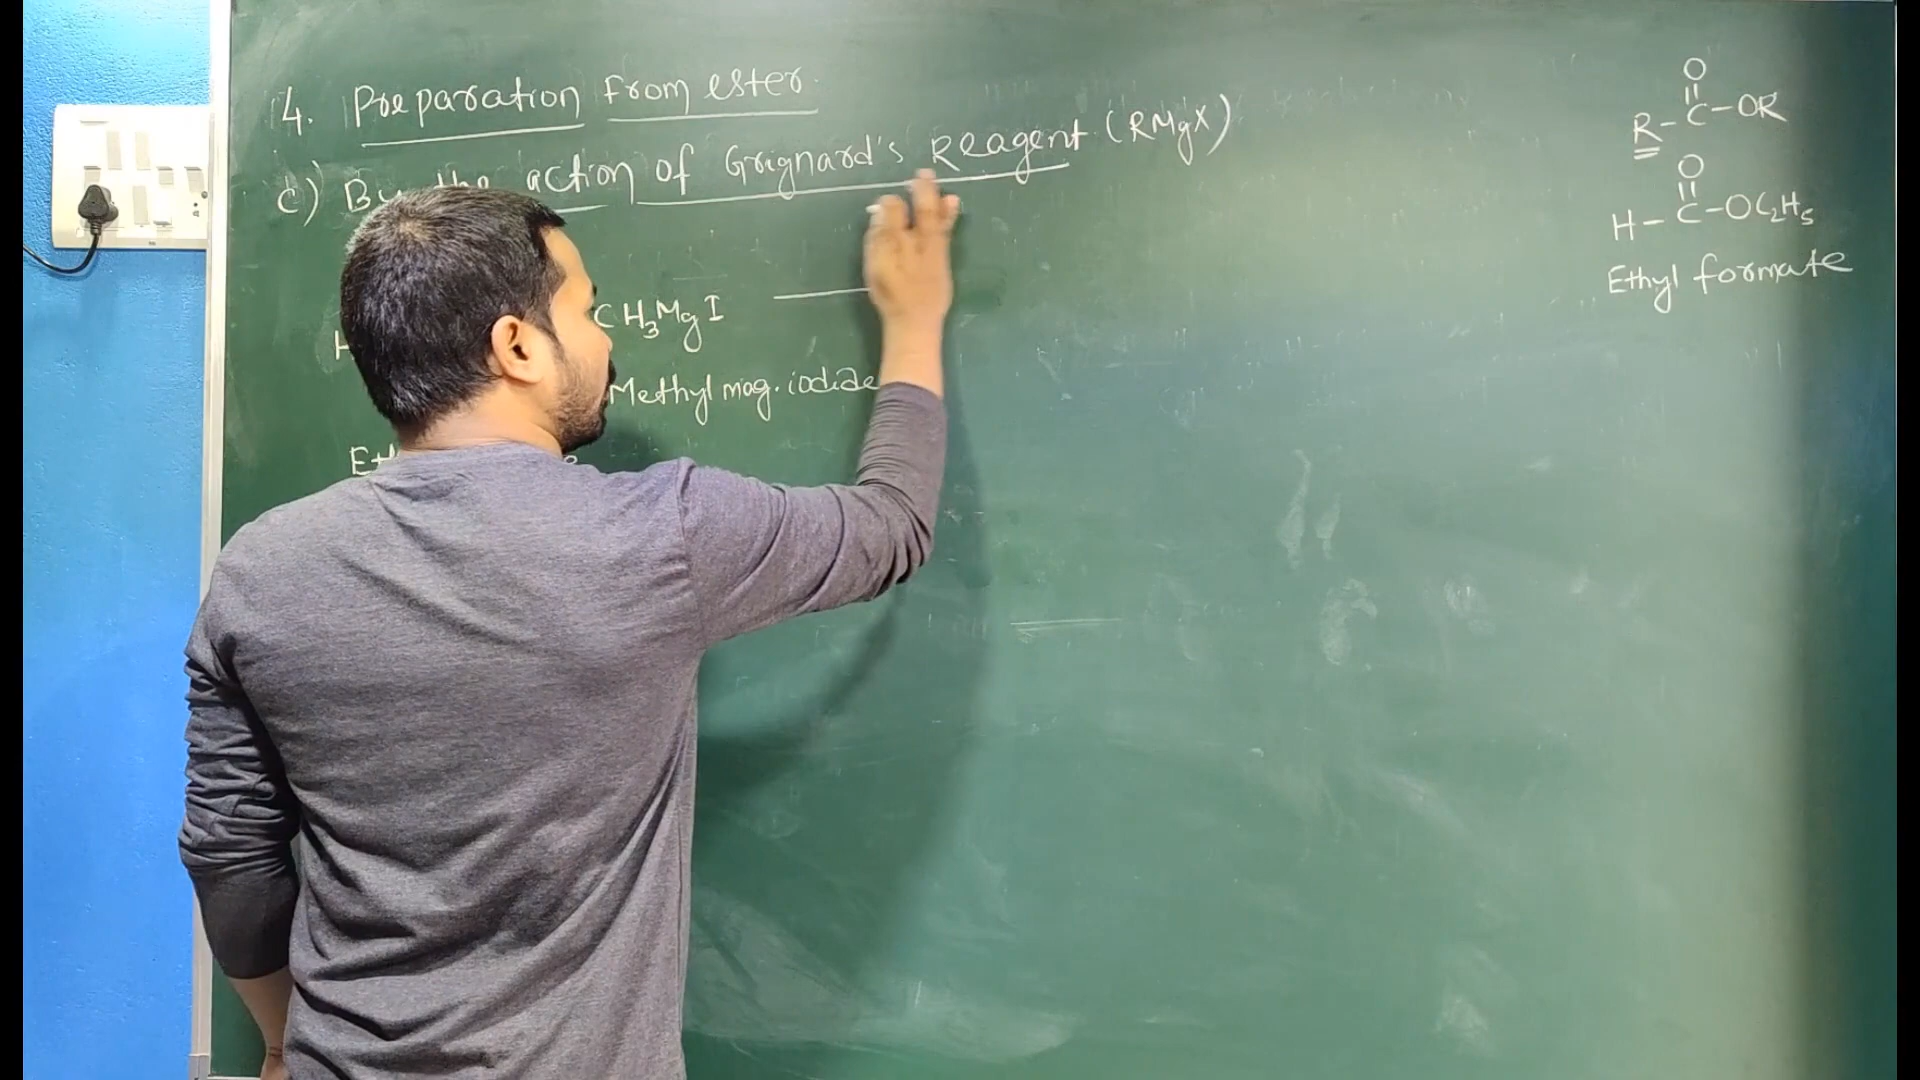 4. Preparation From ester.
c) By the action of Grignard's Reagent (RMgX)
H
CH3MgI
Methyl mag. iodide
O
R-C-OR
O
H-C-OC2H5
Ethyl formate